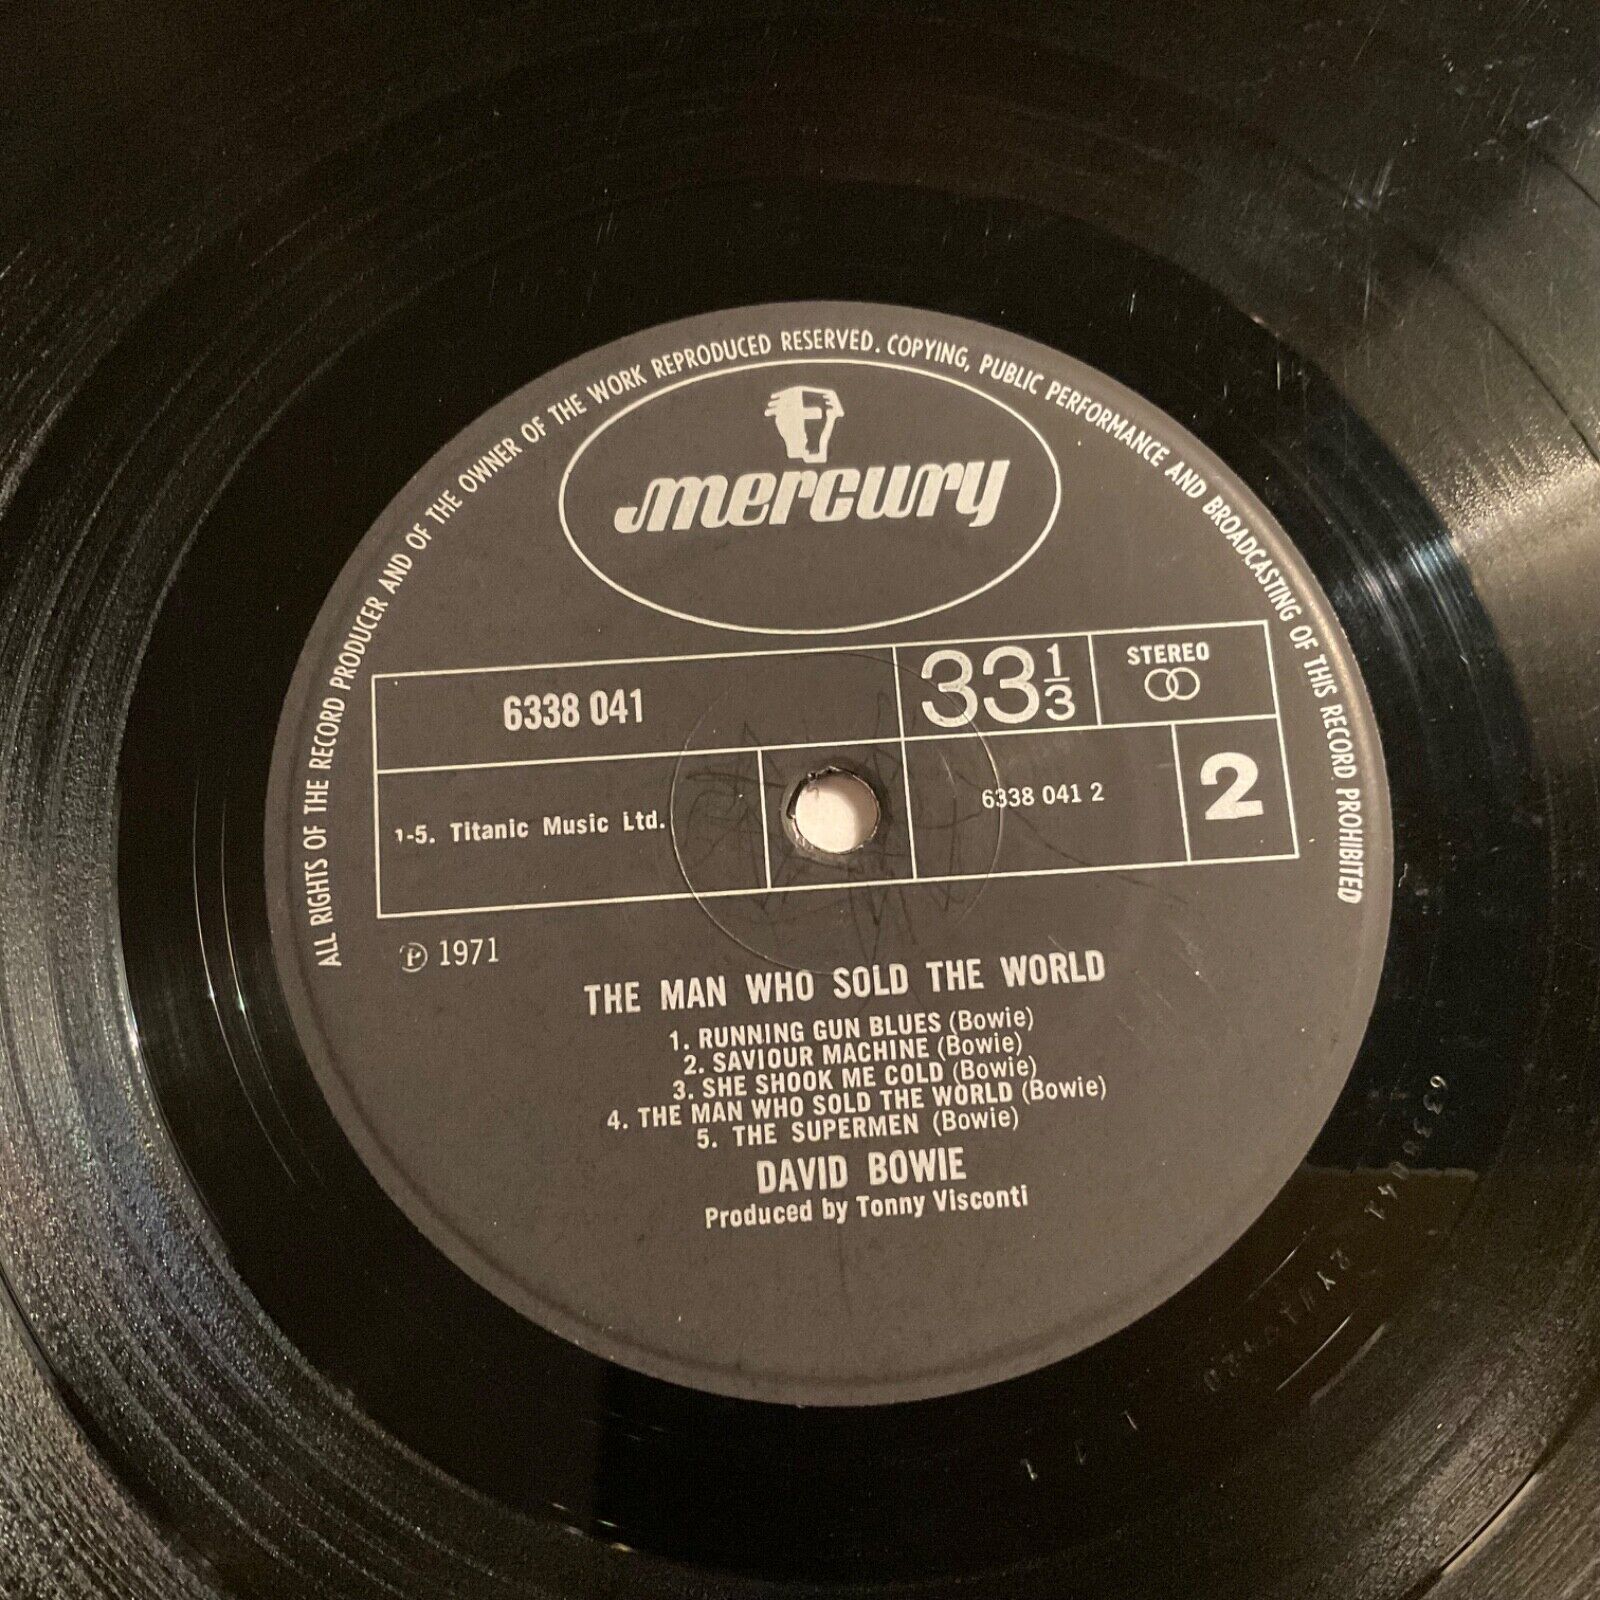 ALL RIGHTS OF THE RECORD PRODUCER AND OF THE OWNER OF THE WORK REPRODUCED RESERVED. COPYING, PUBLIC PERFORMANCE AND BROADCASTING OF THIS RECORD PROHIBITED
mercury
6338 041
33 1/3
STEREO
1-5. Titanic Music Ltd.
6338 041 2
2
Ⓟ 1971
THE MAN WHO SOLD THE WORLD
1. RUNNING GUN BLUES (Bowie)
2. SAVIOUR MACHINE (Bowie)
3. SHE SHOOK ME COLD (Bowie)
4. THE MAN WHO SOLD THE WORLD (Bowie)
5. THE SUPERMEN (Bowie)
DAVID BOWIE
Produced by Tonny Visconti